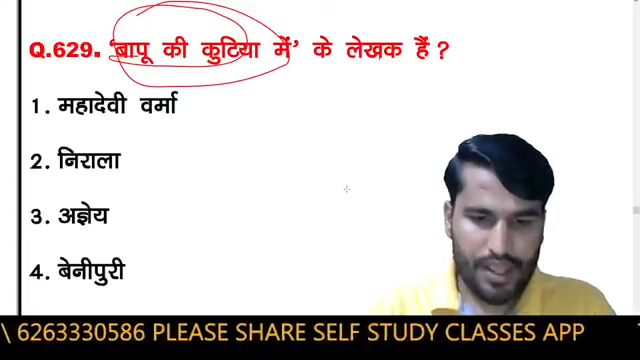 Q.629. 'बापू की कुटिया में' के लेखक हैं ?
1. महादेवी वर्मा
2. निराला
3. अज्ञेय
4. बेनीपुरी
\ 6263330586 PLEASE SHARE SELF STUDY CLASSES APP